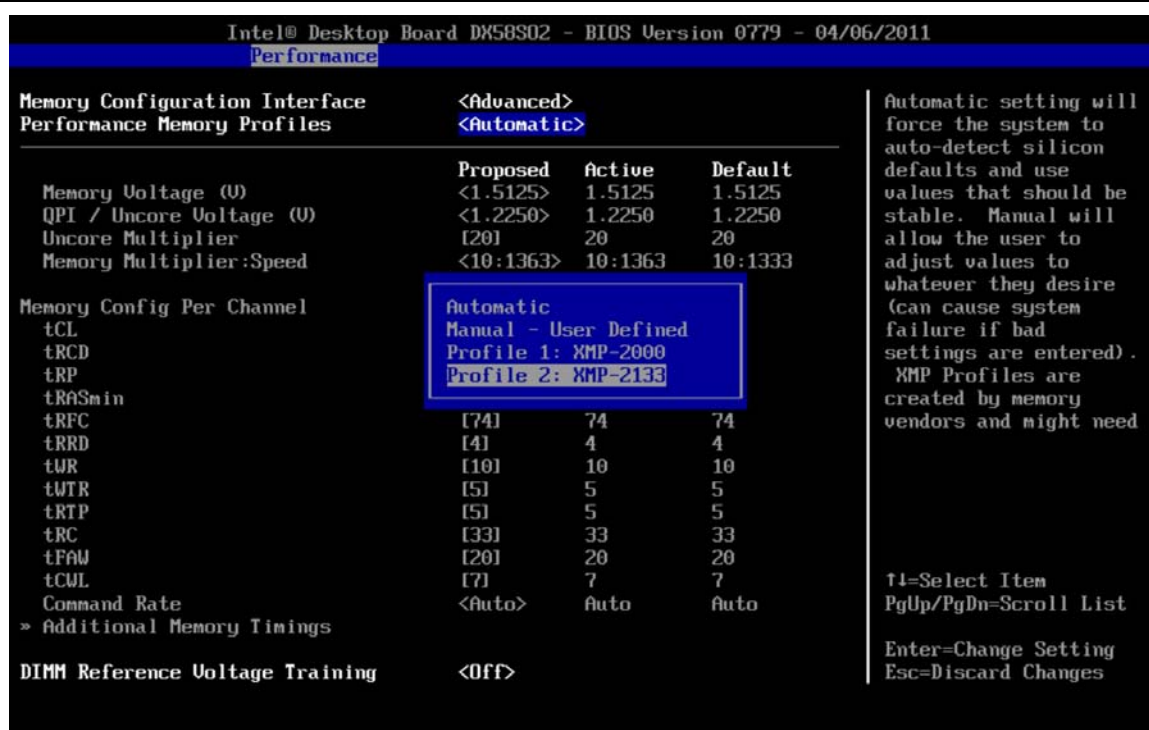 Intel® Desktop Board DX58SO2 - BIOS Version 0779 - 04/06/2011
Performance
Memory Configuration Interface <Advanced>
Performance Memory Profiles <Automatic>
Proposed Active Default
Memory Voltage (V) <1.5125> 1.5125 1.5125
QPI / Uncore Voltage (V) <1.2250> 1.2250 1.2250
Uncore Multiplier [20] 20 20
Memory Multiplier:Speed <10:1363> 10:1363 10:1333
Memory Config Per Channel
tCL
tRCD
tRP
tRASmin
Automatic
Manual - User Defined
Profile 1: XMP-2000
Profile 2: XMP-2133
tRFC [74] 74 74
tRRD [4] 4 4
tWR [10] 10 10
tWTR [5] 5 5
tRTP [5] 5 5
tRC [33] 33 33
tFAW [20] 20 20
tCWL [7] 7 7
Command Rate <Auto> Auto Auto
» Additional Memory Timings
DIMM Reference Voltage Training <Off>
Automatic setting will
force the system to
auto-detect silicon
defaults and use
values that should be
stable. Manual will
allow the user to
adjust values to
whatever they desire
(can cause system
failure if bad
settings are entered).
XMP Profiles are
created by memory
vendors and might need
↑↓=Select Item
PgUp/PgDn=Scroll List
Enter=Change Setting
Esc=Discard Changes